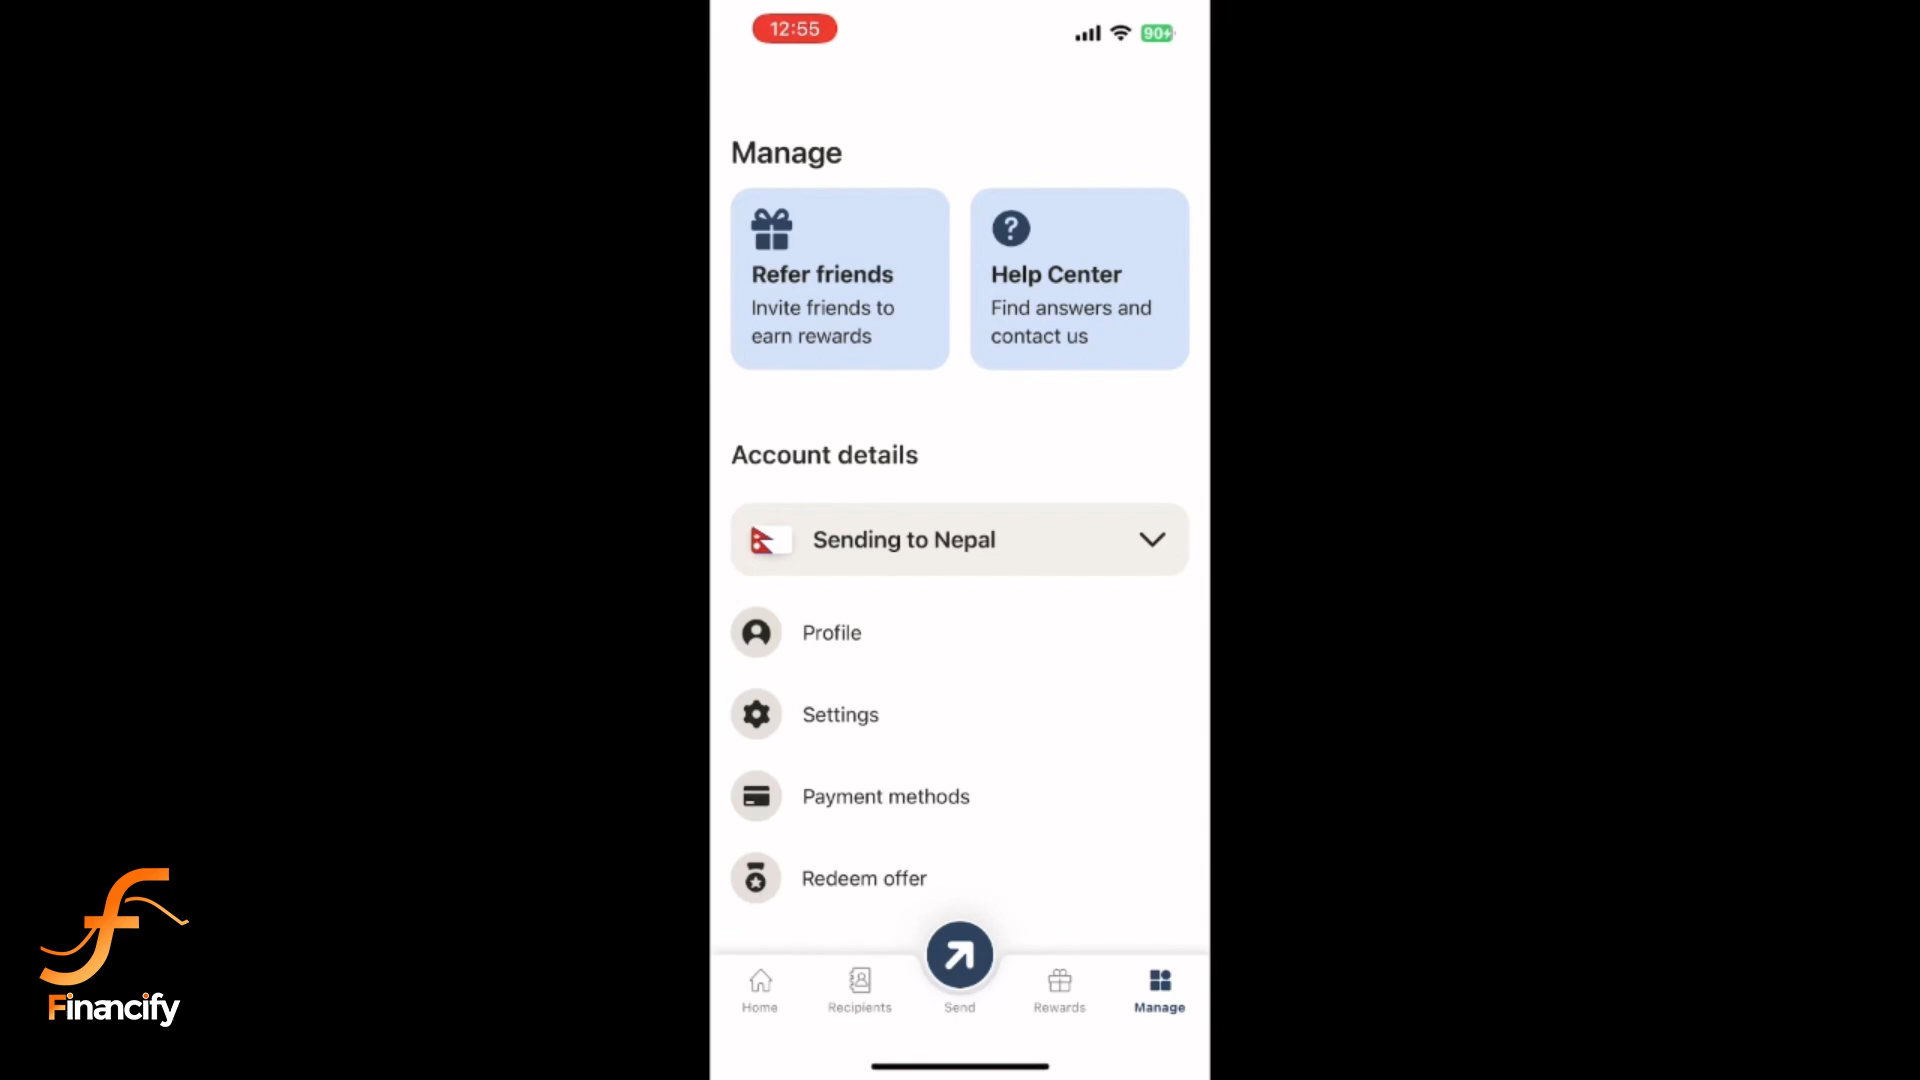 12:55
90
Manage
Refer friends
Invite friends to
earn rewards
Help Center
Find answers and
contact us
Account details
Sending to Nepal
Profile
Settings
Payment methods
Redeem offer
Home
Recipients
Send
Rewards
Manage
Financify